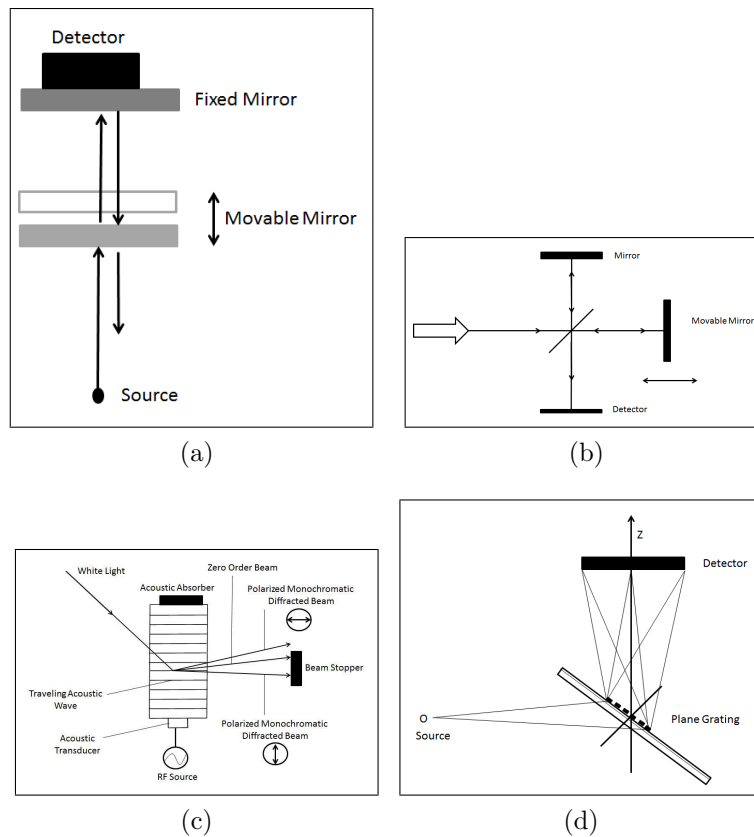 Detector
Fixed Mirror
Movable Mirror
Source
(a)
Mirror
Movable Mirror
Detector
(b)
White Light
Zero Order Beam
Acoustic Absorber
Polarized Monochromatic
Diffracted Beam
Beam Stopper
Traveling Acoustic
Wave
Polarized Monochromatic
Diffracted Beam
Acoustic
Transducer
RF Source
(c)
Z
Detector
O
Source
Plane Grating
(d)